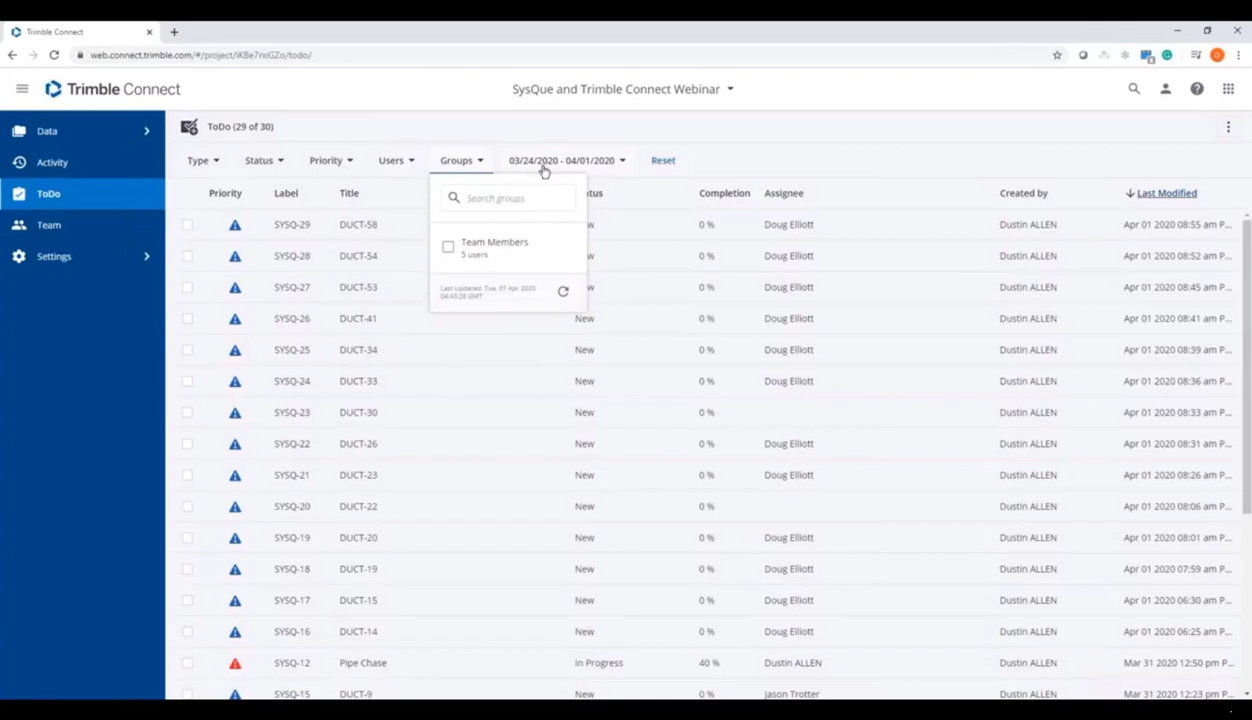 Trimble Connect
web.connect.trimble.com/#/project/iKBe7rxiGZo/todo/
D
Trimble Connect
SysQue and Trimble Connect Webinar
Data
Activity
ToDo
Team
Settings
ToDo (29 of 30)
Type Status Priority Users Groups 03/24/2020 - 04/01/2020 Reset
Search groups
Team Members
5 users
Last Updated: Tue, 07 Apr 2020
04:43:28 GMT
Priority Label Title tus Completion Assignee Created by Last Modified
SYSQ-29 DUCT-58 w 0 % Doug Elliott Dustin ALLEN Apr 01 2020 08:55 am P...
SYSQ-28 DUCT-54 w 0 % Doug Elliott Dustin ALLEN Apr 01 2020 08:52 am P...
SYSQ-27 DUCT-53 w 0 % Doug Elliott Dustin ALLEN Apr 01 2020 08:45 am P...
SYSQ-26 DUCT-41 New 0 % Doug Elliott Dustin ALLEN Apr 01 2020 08:41 am P...
SYSQ-25 DUCT-34 New 0 % Doug Elliott Dustin ALLEN Apr 01 2020 08:39 am P...
SYSQ-24 DUCT-33 New 0 % Doug Elliott Dustin ALLEN Apr 01 2020 08:36 am P...
SYSQ-23 DUCT-30 New 0 % Dustin ALLEN Apr 01 2020 08:33 am P...
SYSQ-22 DUCT-26 New 0 % Doug Elliott Dustin ALLEN Apr 01 2020 08:31 am P...
SYSQ-21 DUCT-23 New 0 % Doug Elliott Dustin ALLEN Apr 01 2020 08:26 am P...
SYSQ-20 DUCT-22 New 0 % Dustin ALLEN Apr 01 2020 08:06 am P...
SYSQ-19 DUCT-20 New 0 % Doug Elliott Dustin ALLEN Apr 01 2020 08:01 am P...
SYSQ-18 DUCT-19 New 0 % Doug Elliott Dustin ALLEN Apr 01 2020 07:59 am P...
SYSQ-17 DUCT-15 New 0 % Doug Elliott Dustin ALLEN Apr 01 2020 06:30 am P...
SYSQ-16 DUCT-14 New 0 % Doug Elliott Dustin ALLEN Apr 01 2020 06:25 am P...
SYSQ-12 Pipe Chase In Progress 40 % Dustin ALLEN Dustin ALLEN Mar 31 2020 12:50 pm P...
SYSQ-15 DUCT-9 New 0 % Jason Trotter Dustin ALLEN Mar 31 2020 12:23 pm P...